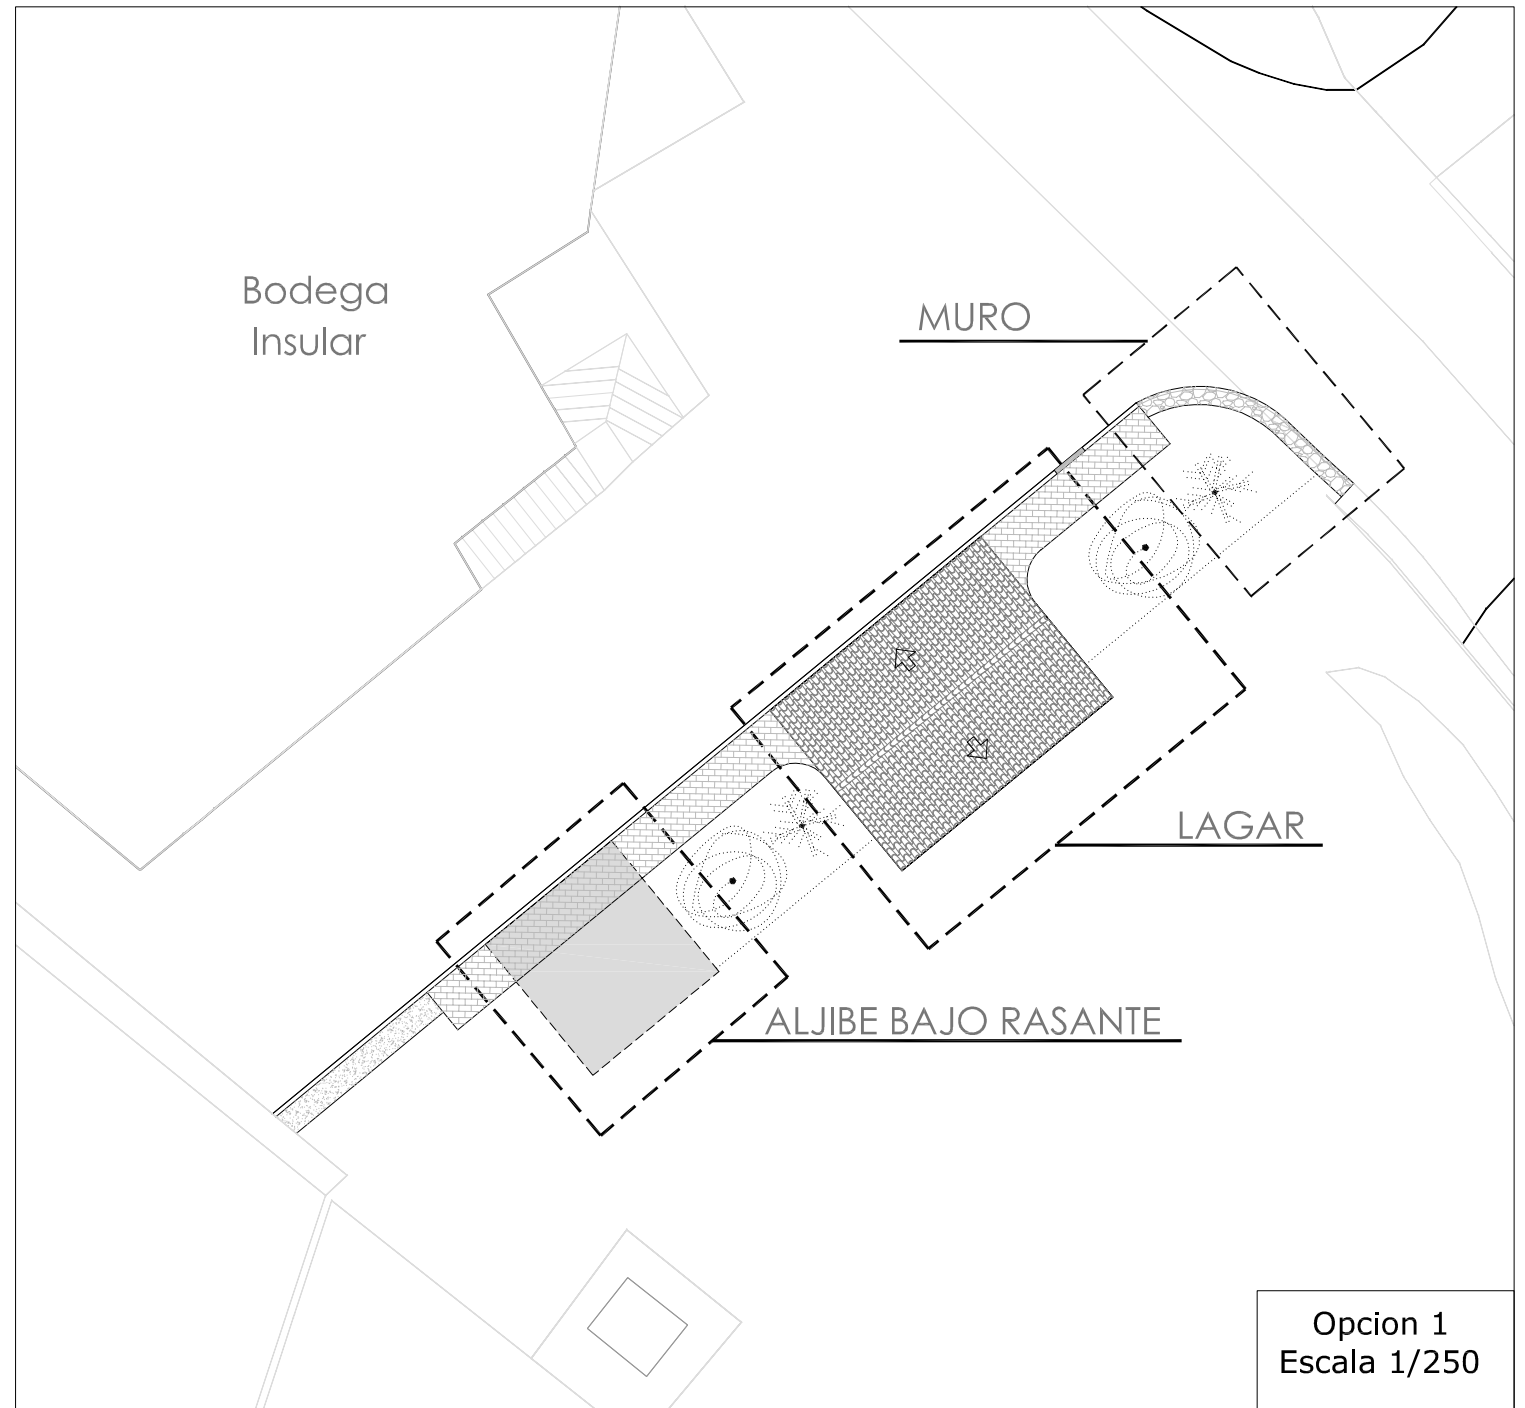 Bodega
Insular
MURO
LAGAR
ALJIBE BAJO RASANTE
Opcion 1
Escala 1/250